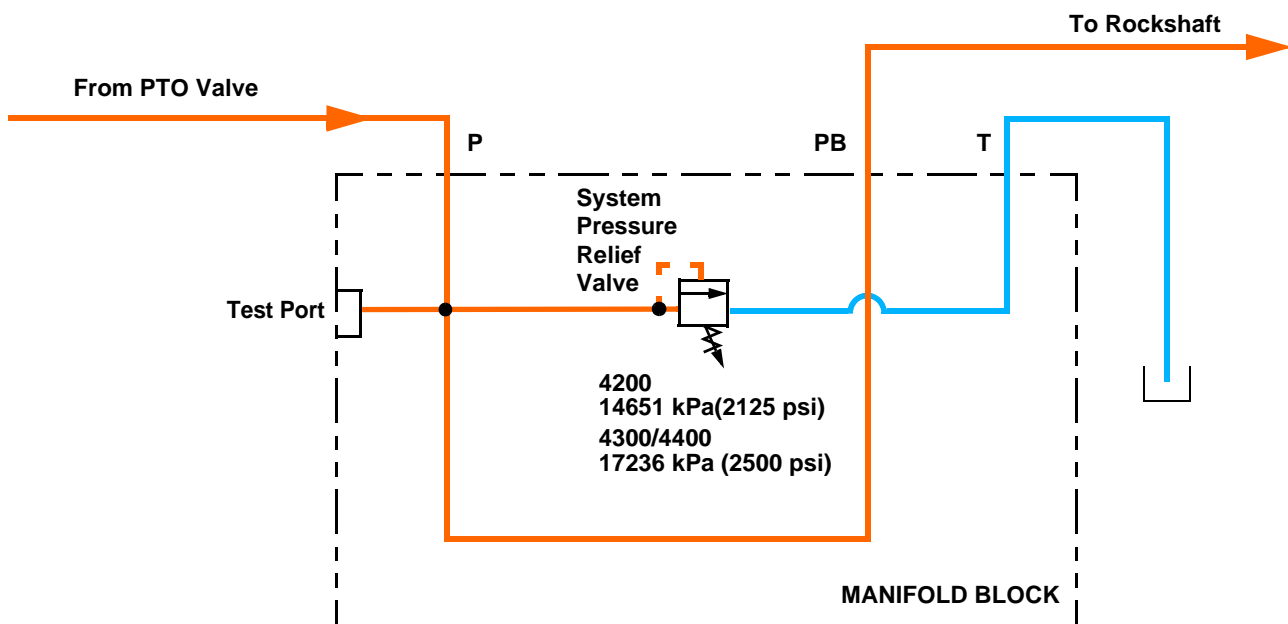 To Rockshaft
From PTO Valve
P
PB
T
System
Pressure
Relief
Valve
Test Port
4200
14651 kPa(2125 psi)
4300/4400
17236 kPa (2500 psi)
MANIFOLD BLOCK